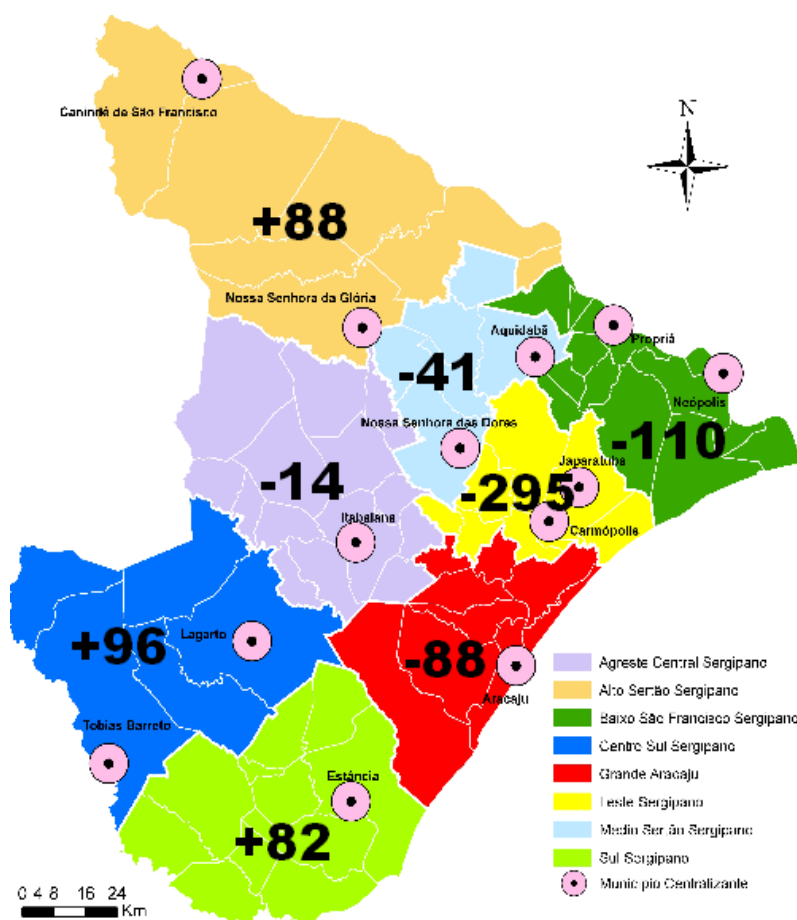 Canindé de São Francisco
N
+88
Nossa Senhora da Glória
Aquidabã
Propriá
-41
Neópolis
Nossa Senhora das Dores
-110
Japaratuba
-14
-295
Itabaiana
Carmópolis
Lagarto
+96
-88
Aracaju
Agreste Central Sergipano
Alto Sertão Sergipano
Baixo São Francisco Sergipano
Tobias Barreto
Centro Sul Sergipano
Estância
Grande Aracaju
Leste Sergipano
+82
Medio Sertão Sergipano
Sul Sergipano
Municipio Centralizante
0 4 8 16 24
Km